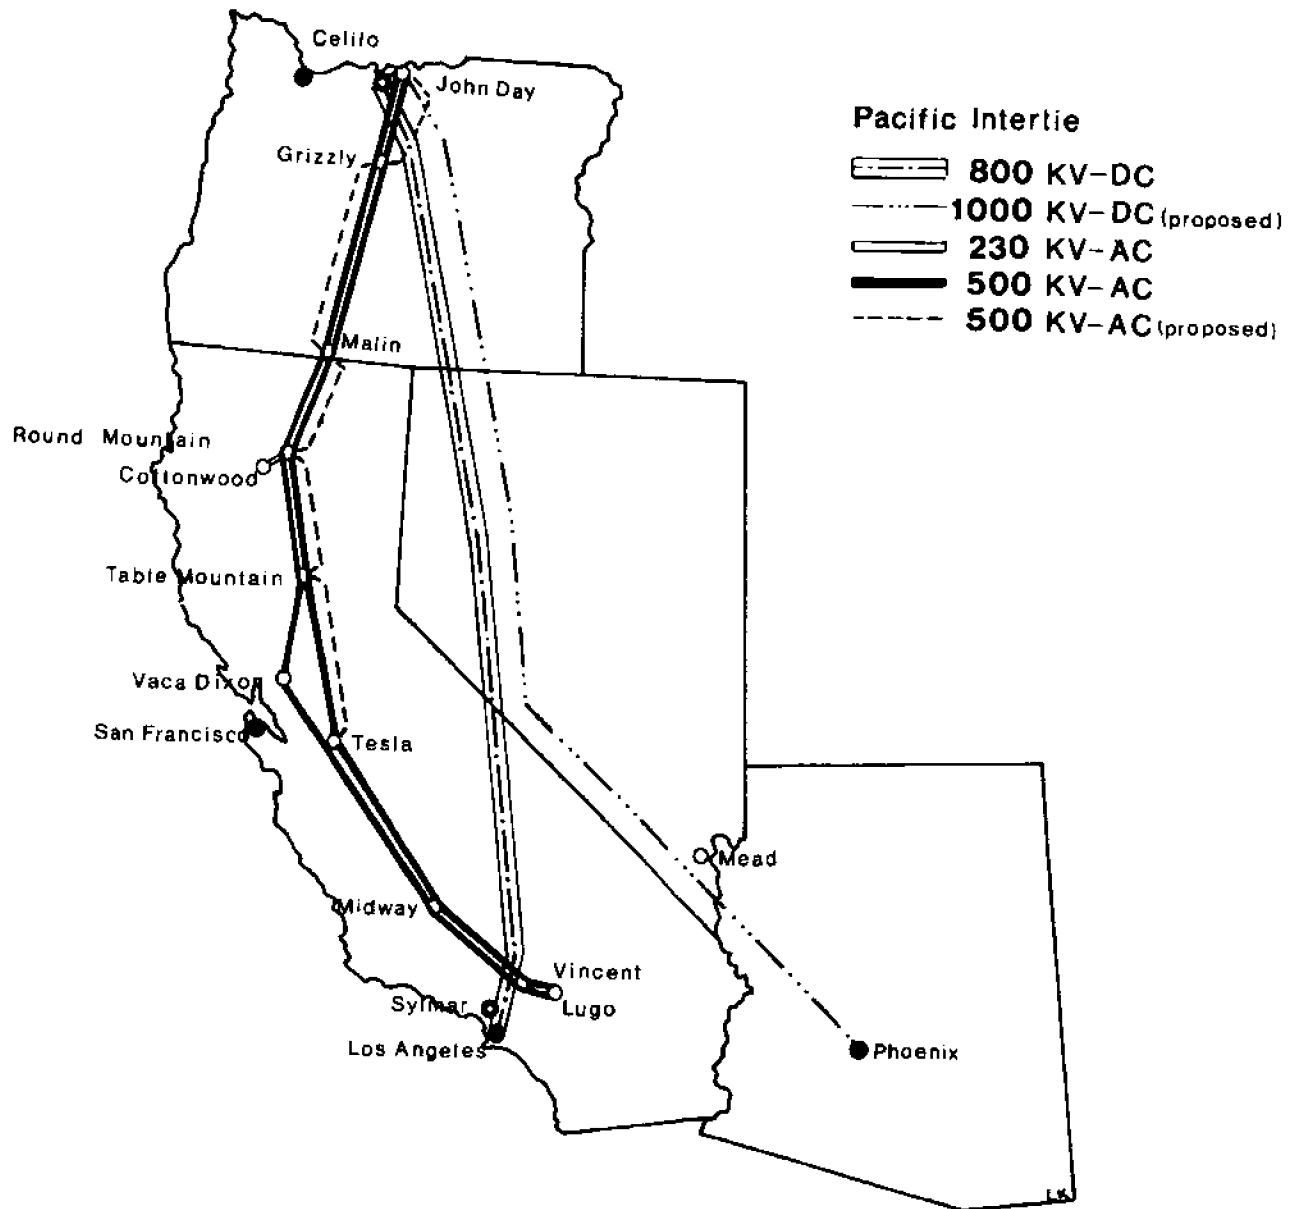 Celilo
John Day
Pacific Intertie
800 KV-DC
1000 KV-DC (proposed)
230 KV-AC
500 KV-AC
500 KV-AC (proposed)
Grizzly
Malin
Round Mountain
Cottonwood
Table Mountain
Vaca Dixon
San Francisco
Tesla
Mead
Midway
Vincent
Lugo
Sylmar
Los Angeles
Phoenix
LK